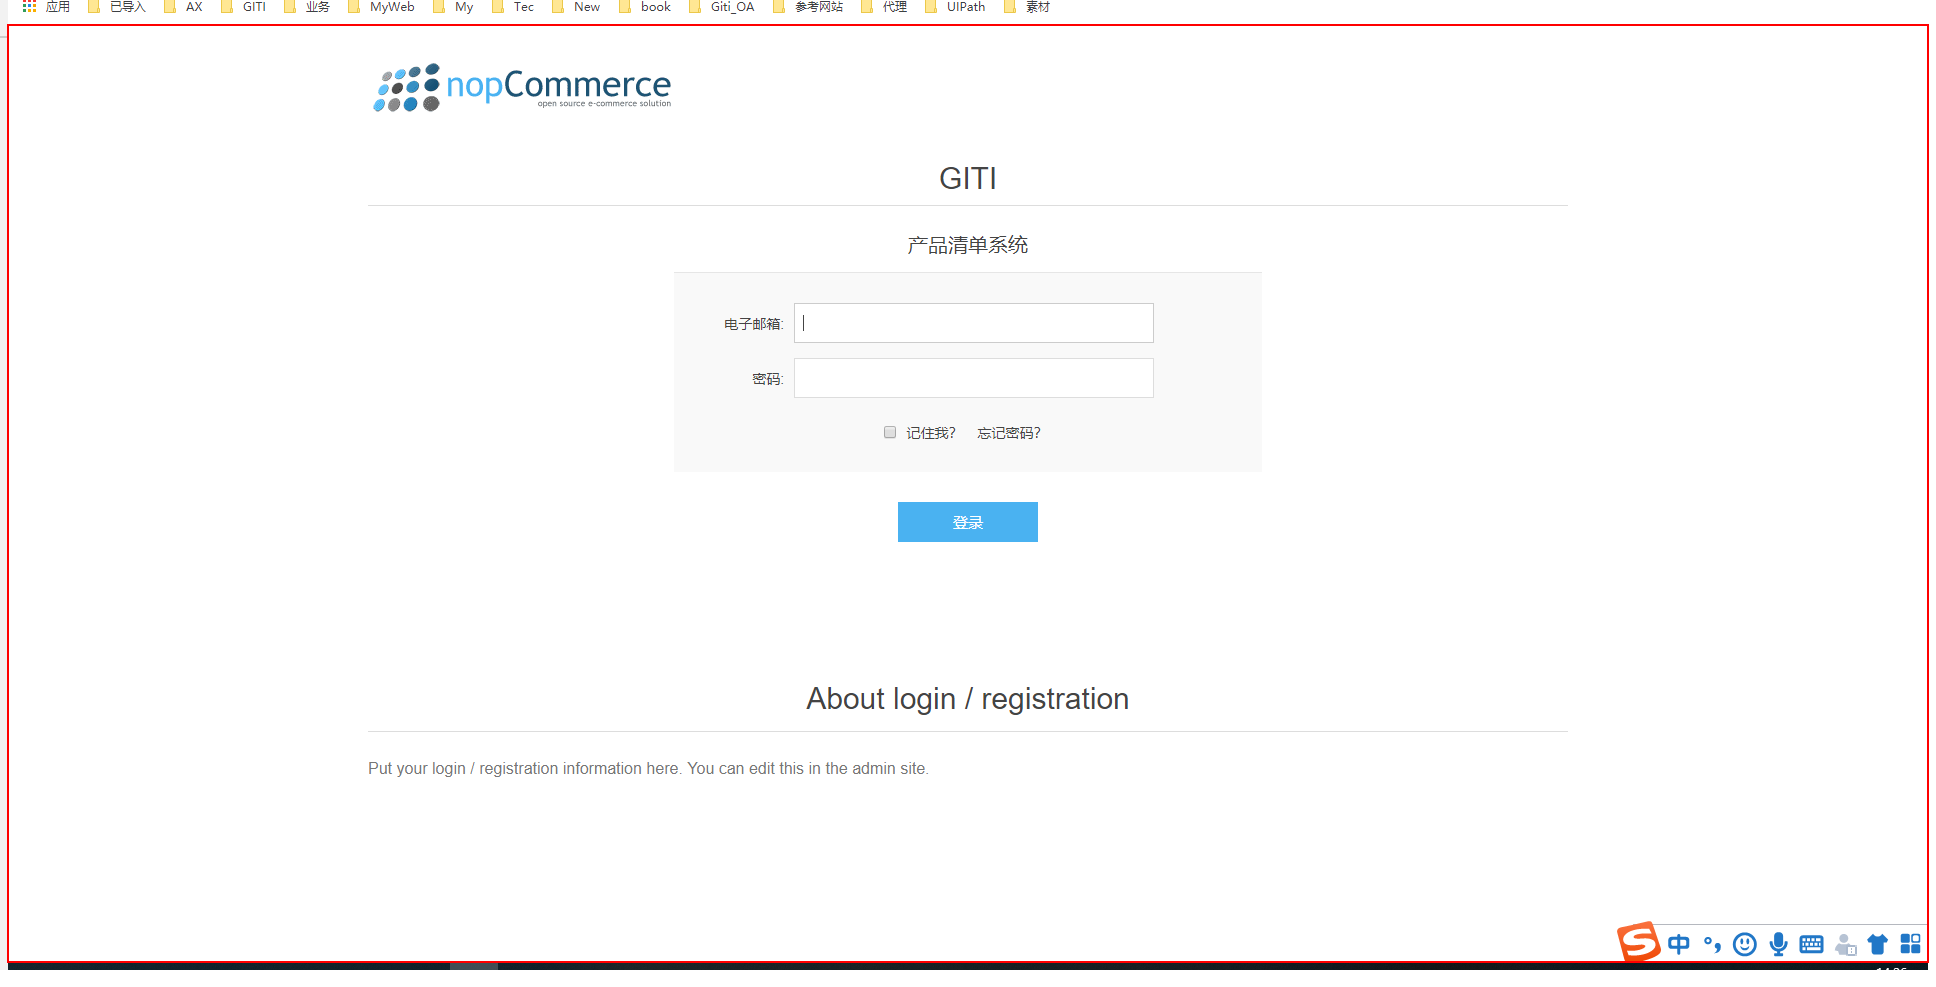 应用 已导入 AX GITI 业务 MyWeb My Tec New book Giti_OA 参考网站 代理 UIPath 素材
nopCommerce
open source e-commerce solution
GITI
产品清单系统
电子邮箱:
密码:
记住我? 忘记密码?
登录
About login / registration
Put your login / registration information here. You can edit this in the admin site.
S 中 °,